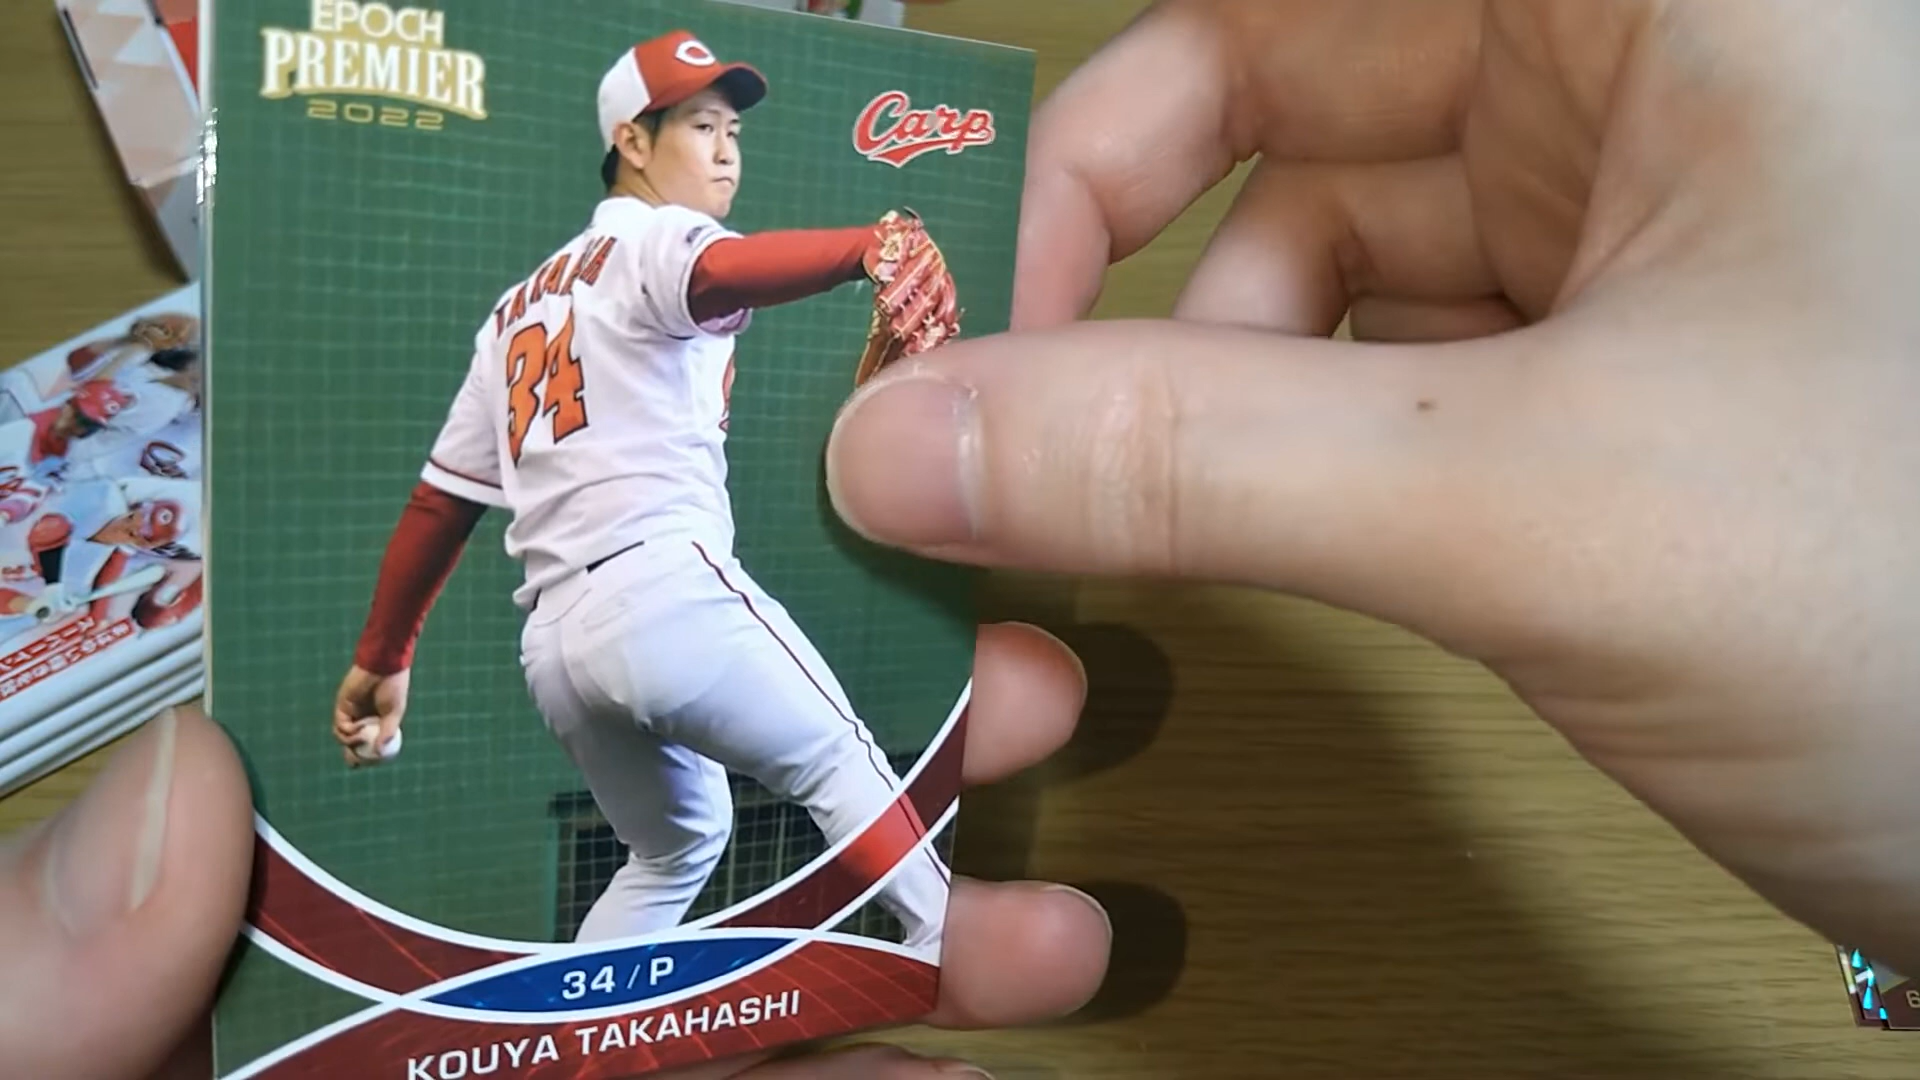 EPOCH
PREMIER
2022
Carp
34
34 / P
KOUYA TAKAHASHI